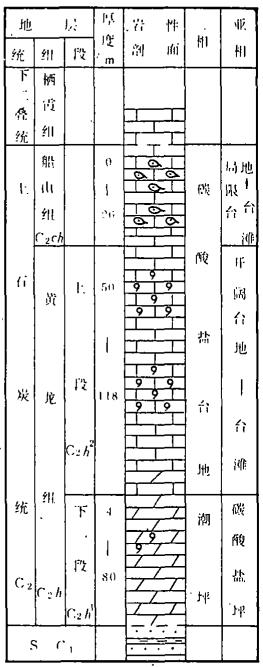 地 层
厚度 m
岩 性 剖 面
相
亚相
统 组 段
下二叠统
栖霞组
上石炭统 C₂
船山组 C₂ch
0
|
26
局限台地—台滩
黄龙组 C₂h
上段 C₂h²
50
|
118
开阔台地—台滩
碳酸盐台地
下段 C₂h¹
4
|
80
潮坪
碳酸盐坪
S C₁